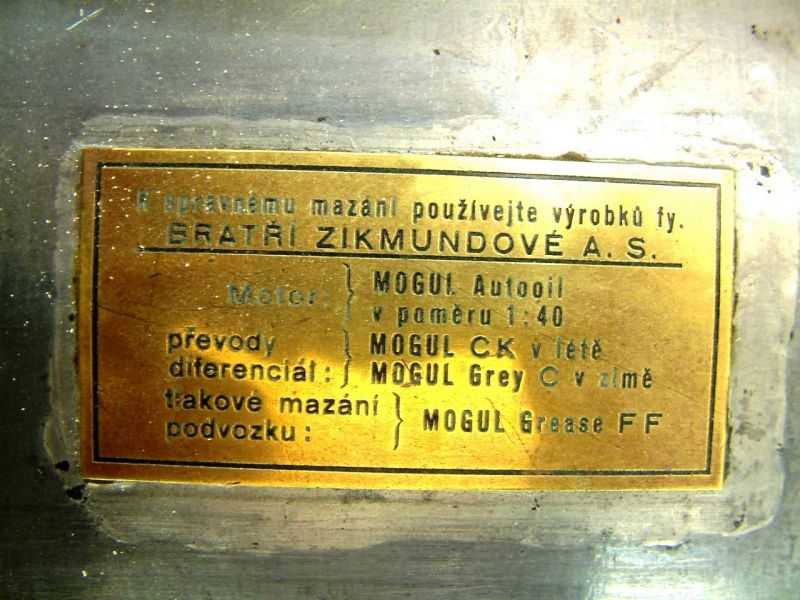 K správnému mazání používejte výrobků fy.
BRATŘÍ ZIKMUNDOVÉ A. S.
Motor: } MOGUL Autooil
v poměru 1:40
převody } MOGUL CK v létě
diferenciál: MOGUL Grey C v zimě
tlakové mazání } MOGUL Grease FF
podvozku: